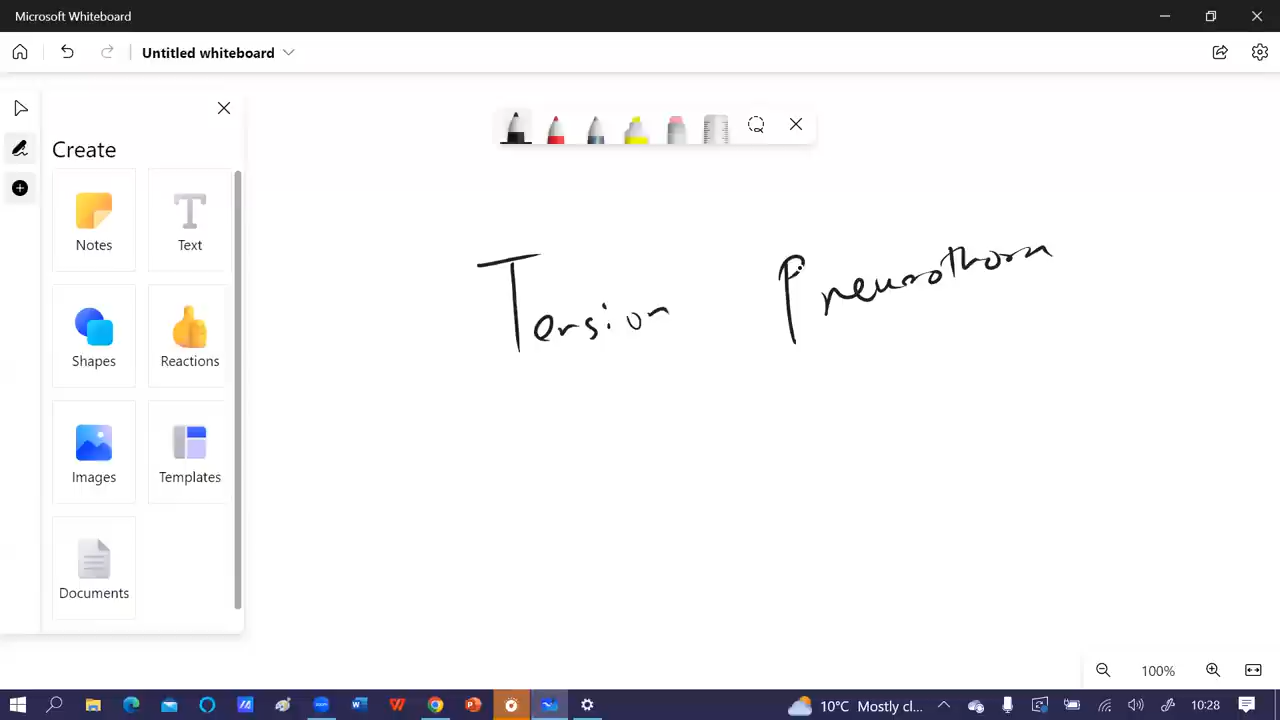 Microsoft Whiteboard
Untitled whiteboard
Create
Notes
Text
Shapes
Reactions
Images
Templates
Documents
Tension Pneumothora
100%
10°C Mostly cl...
10:28